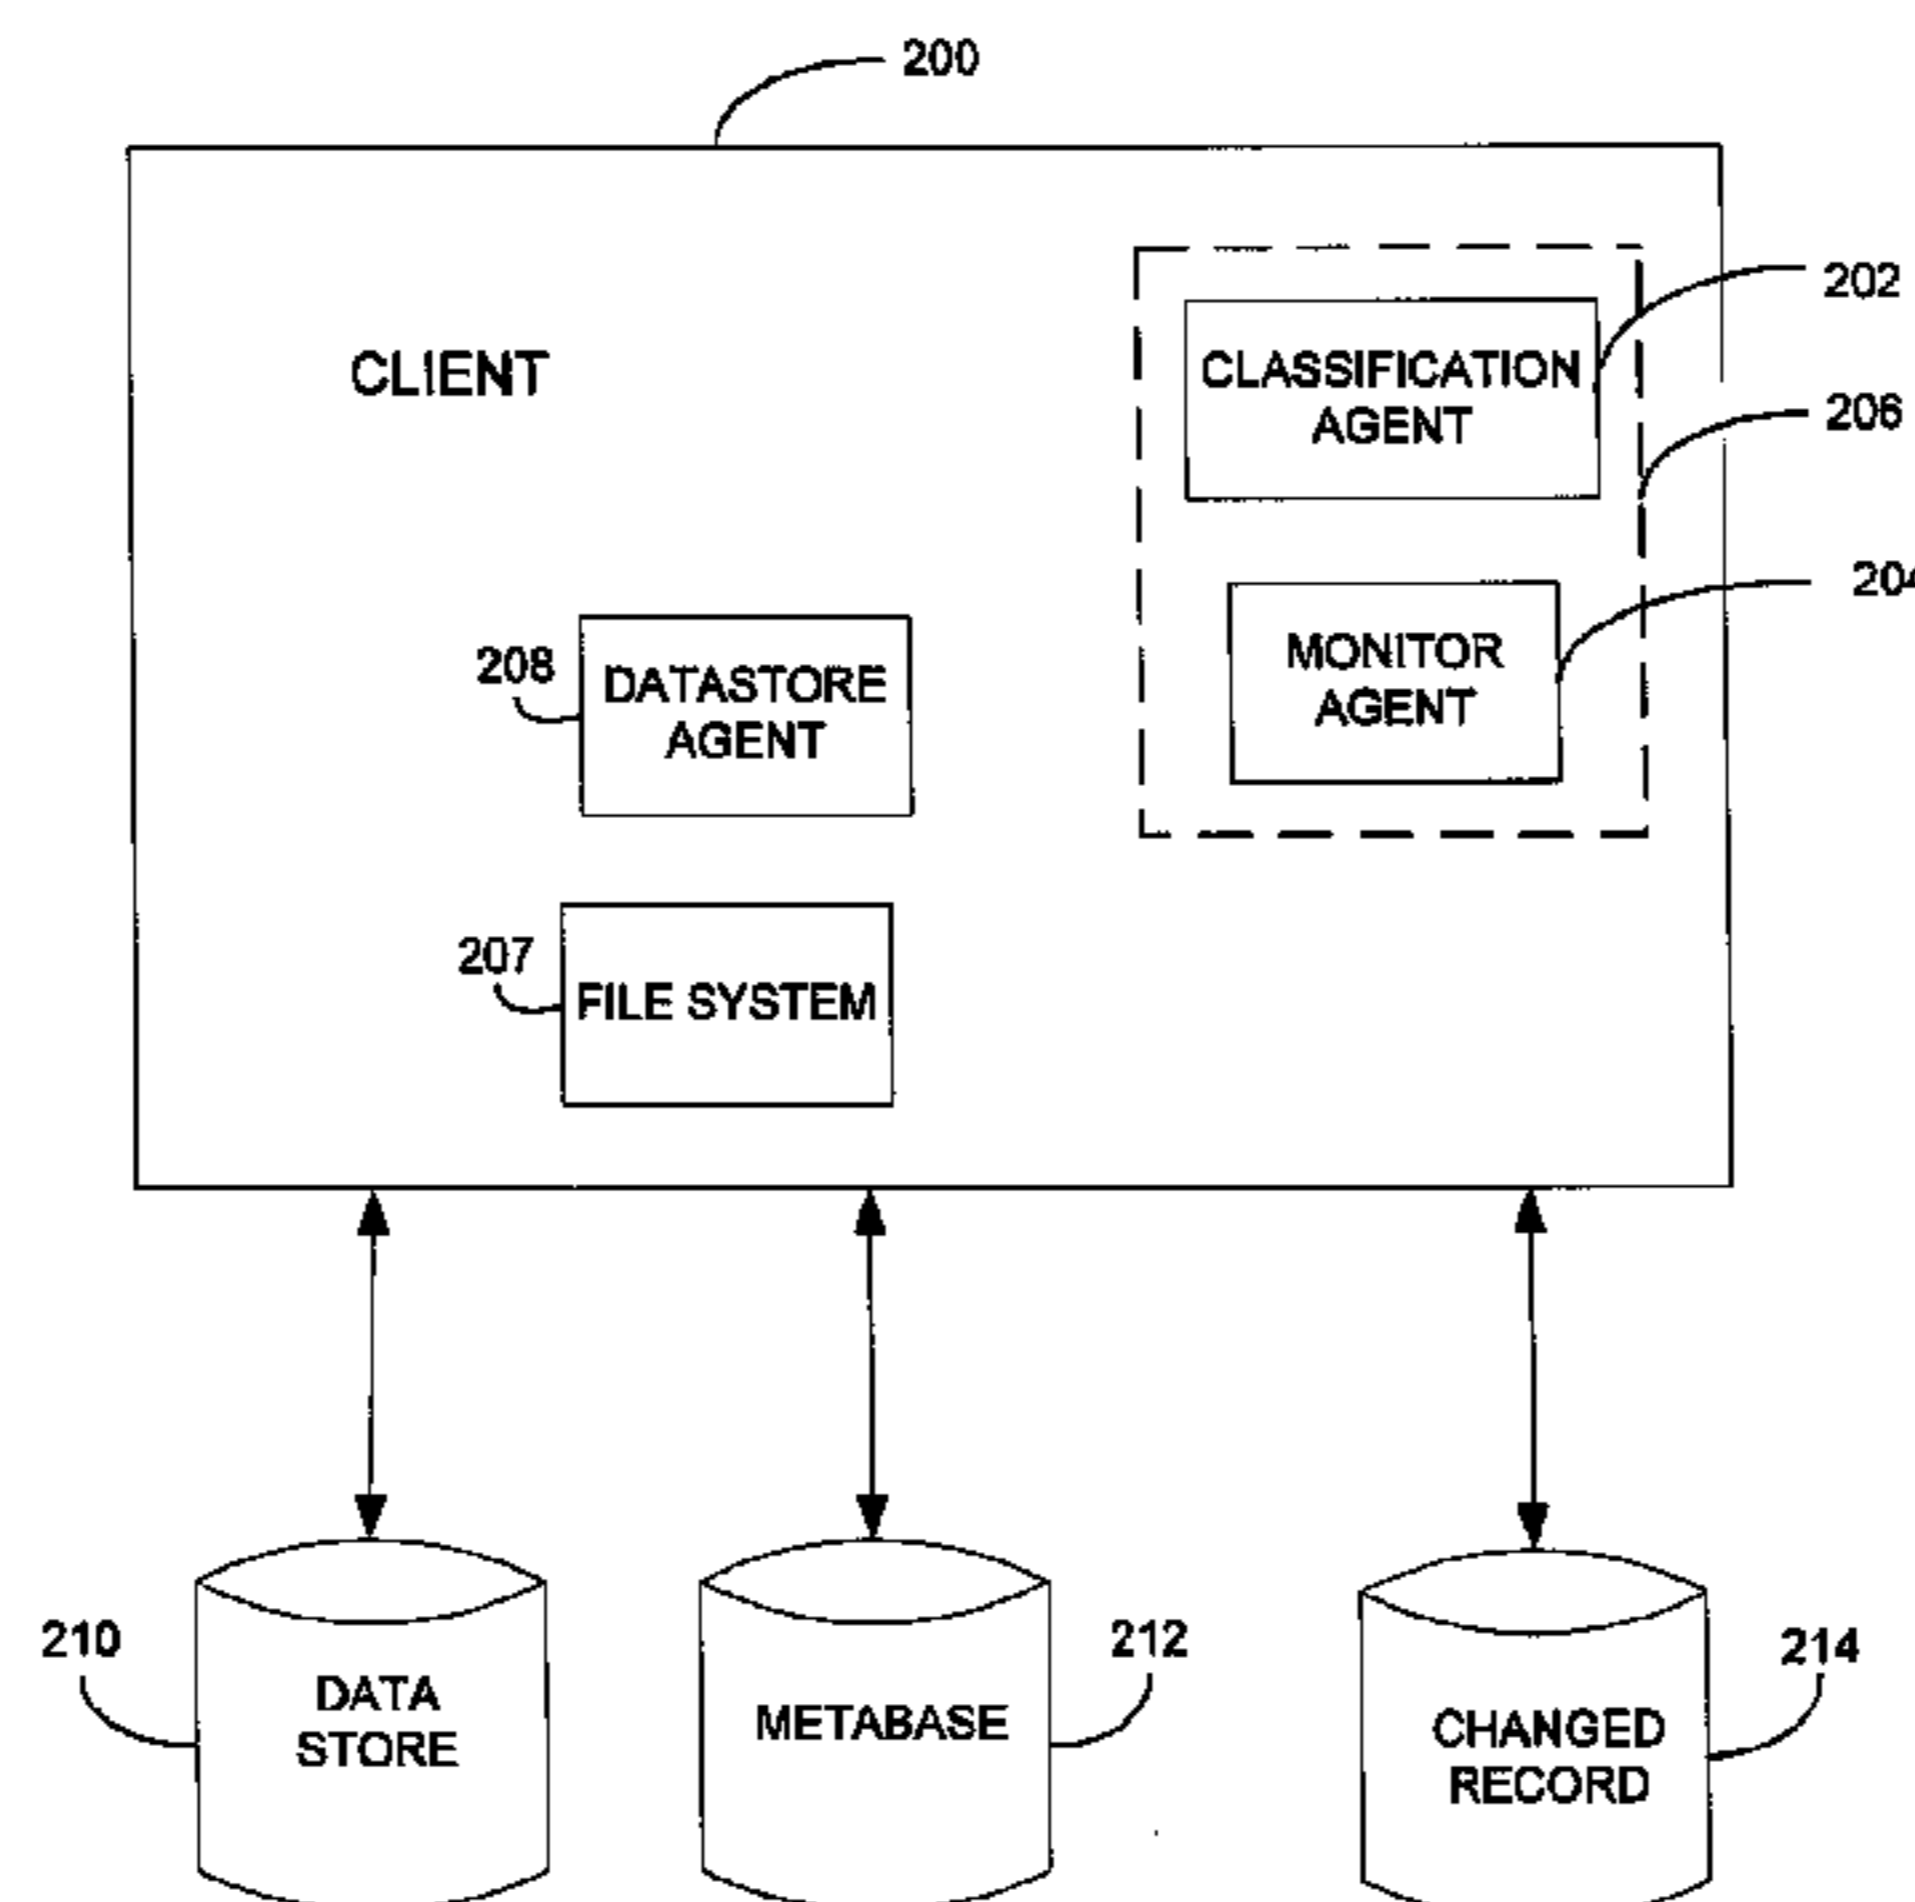 200
CLIENT
202
CLASSIFICATION
AGENT
206
MONITOR
AGENT
208
DATASTORE
AGENT
207
FILE SYSTEM
210
DATA
STORE
METABASE
212
CHANGED
RECORD
214